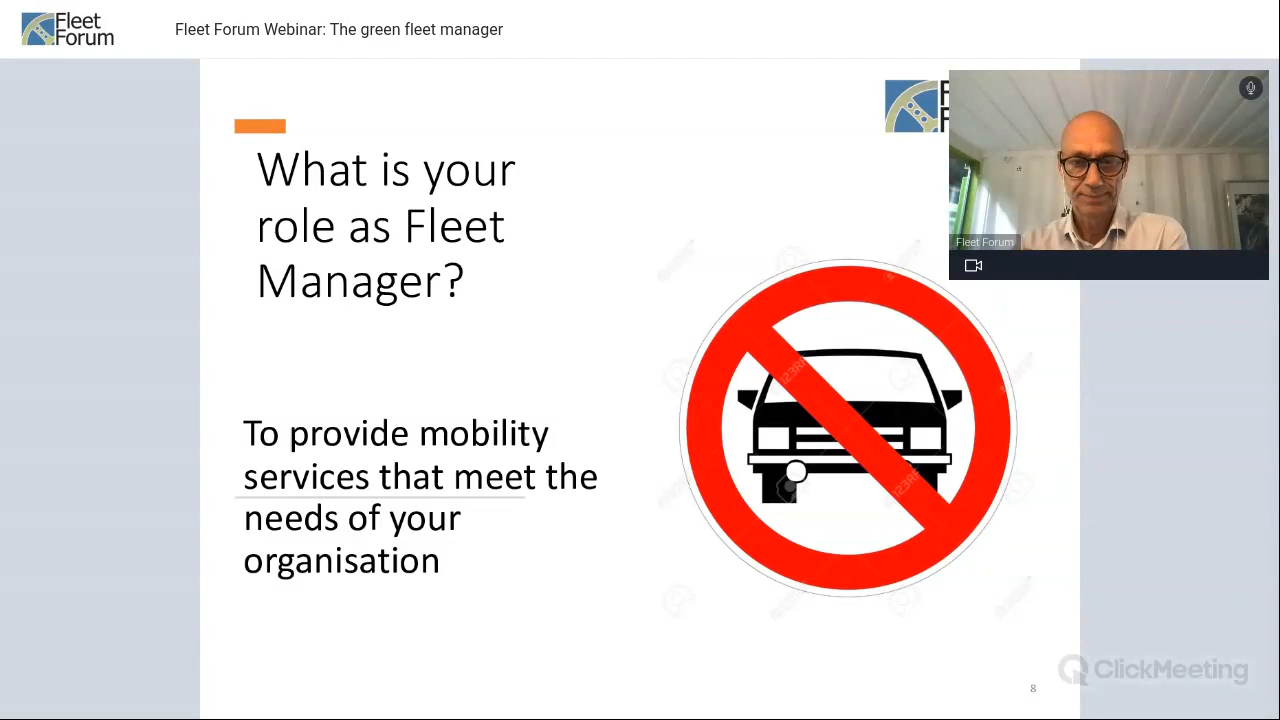 Fleet
Forum
Fleet Forum Webinar: The green fleet manager
What is your
role as Fleet
Manager?
Fleet Forum
To provide mobility
services that meet the
needs of your
organisation
8
ClickMeeting